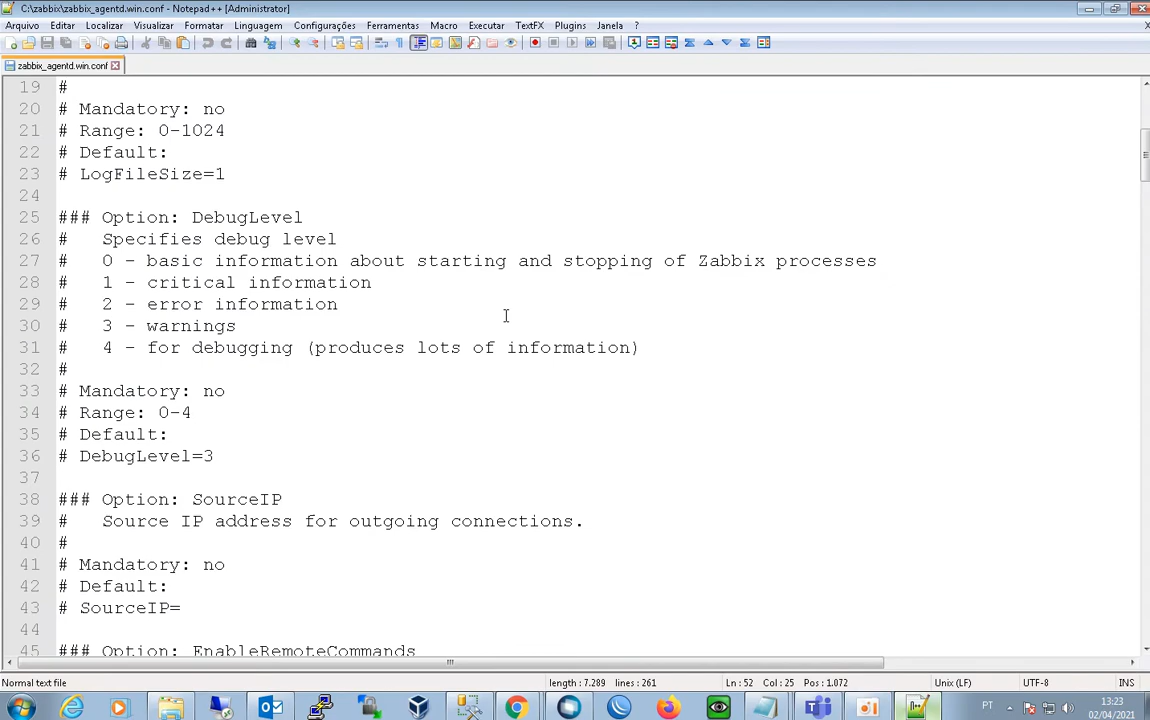 C:\zabbix\zabbix_agentd.win.conf - Notepad++ [Administrator]
Arquivo Editar Localizar Visualizar Formatar Linguagem Configurações Ferramentas Macro Executar TextFX Plugins Janela ?
zabbix_agentd.win.conf
19 #
20 # Mandatory: no
21 # Range: 0-1024
22 # Default:
23 # LogFileSize=1
24
25 ### Option: DebugLevel
26 # Specifies debug level
27 # 0 - basic information about starting and stopping of Zabbix processes
28 # 1 - critical information
29 # 2 - error information
30 # 3 - warnings
31 # 4 - for debugging (produces lots of information)
32 #
33 # Mandatory: no
34 # Range: 0-4
35 # Default:
36 # DebugLevel=3
37
38 ### Option: SourceIP
39 # Source IP address for outgoing connections.
40 #
41 # Mandatory: no
42 # Default:
43 # SourceIP=
44
45 ### Option: EnableRemoteCommands
Normal text file length : 7.289 lines : 261 Ln : 52 Col : 25 Pos : 1.072 Unix (LF) UTF-8 INS
PT 13:23
02/04/2021